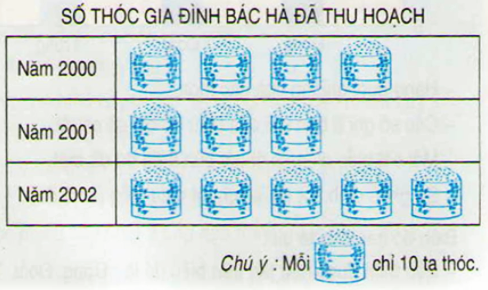 SỐ THÓC GIA ĐÌNH BÁC HÀ ĐÃ THU HOẠCH
Năm 2000
Năm 2001
Năm 2002
Chú ý : Mỗi chỉ 10 tạ thóc.